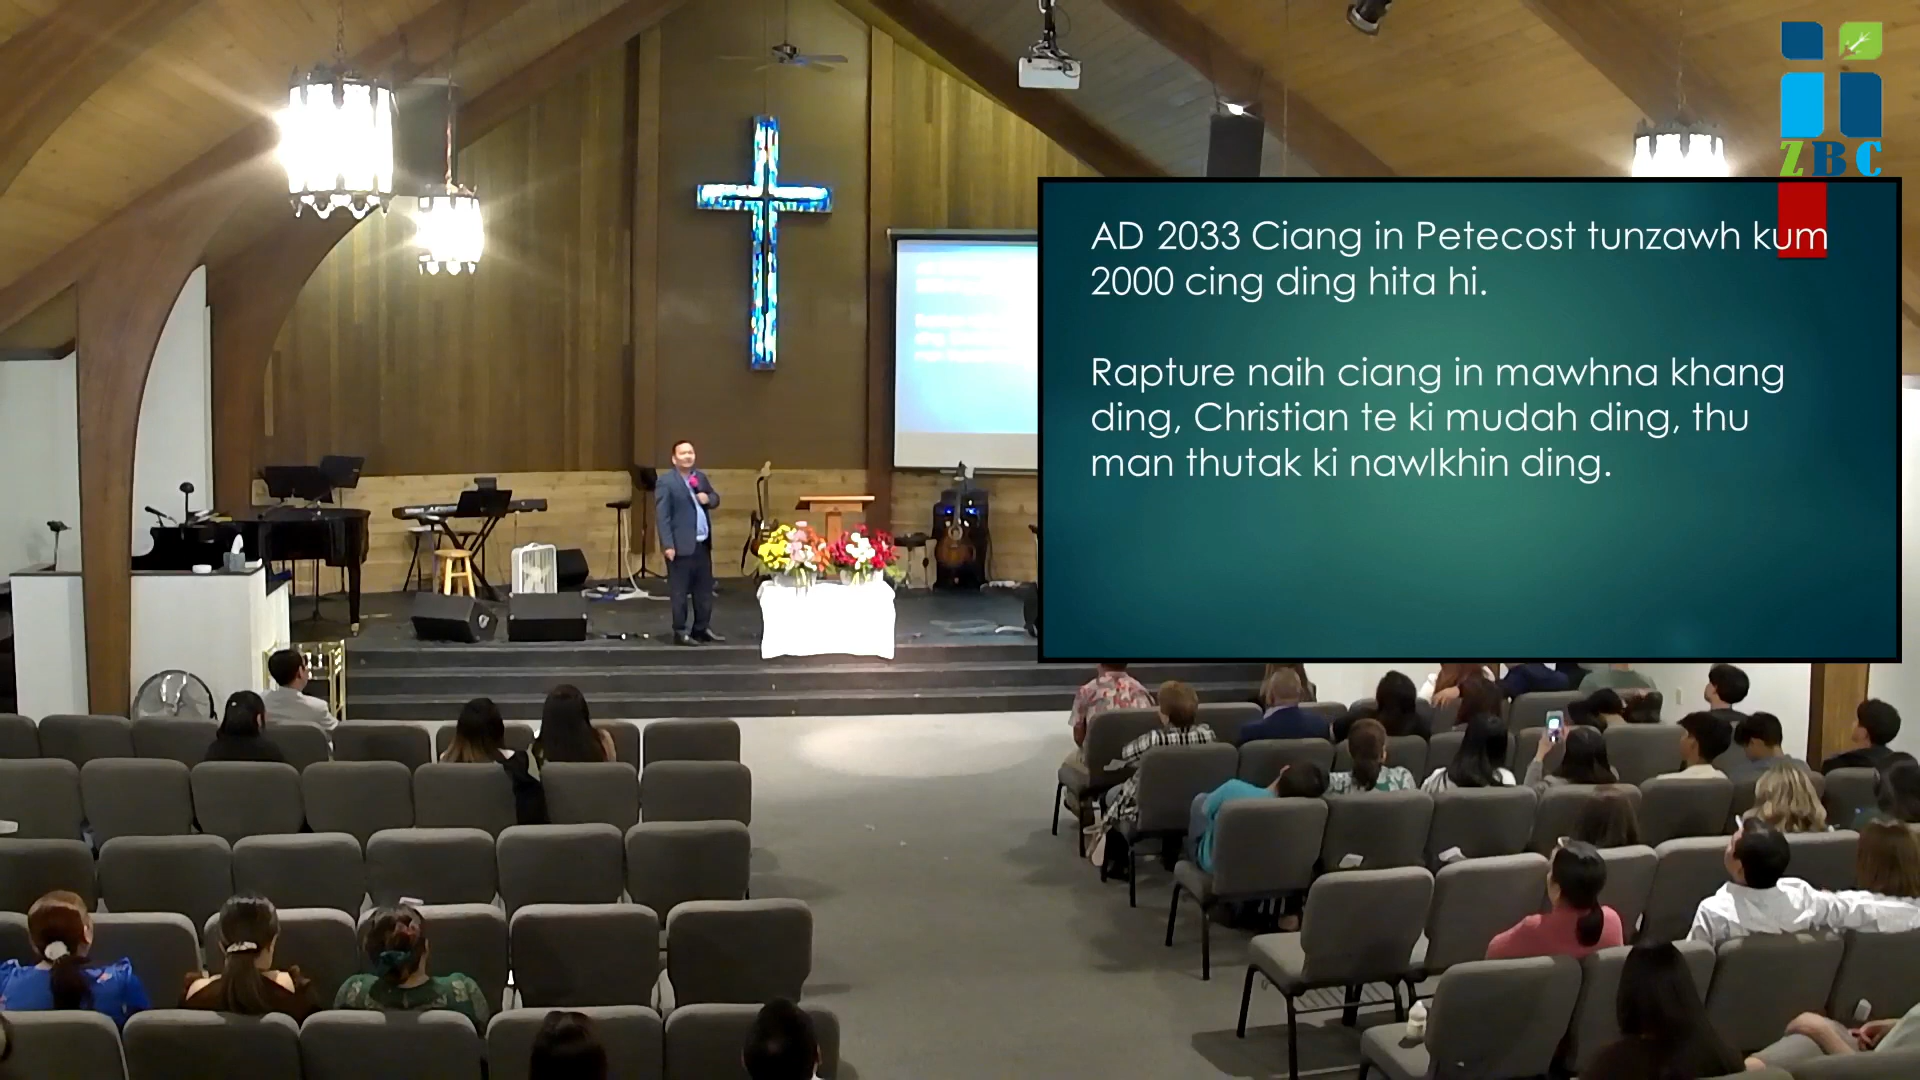 ZBC
AD 2033 Ciang in Petecost tunzawh kum
2000 cing ding hita hi.
Rapture naih ciang in mawhna khang
ding, Christian te ki mudah ding, thu
man thutak ki nawlkhin ding.